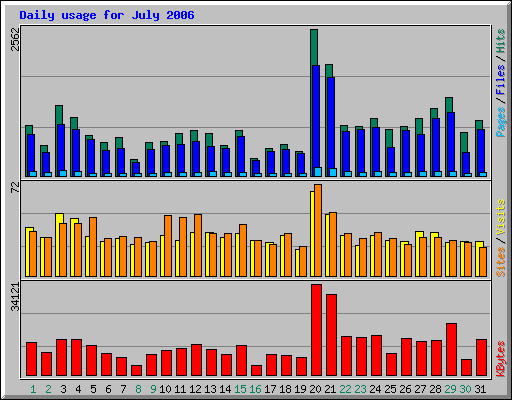 Daily usage for July 2006
2562
Pages / Files / Hits
72
Sites / Visits
34121
KBytes
1 2 3 4 5 6 7 8 9 10 11 12 13 14 15 16 17 18 19 20 21 22 23 24 25 26 27 28 29 30 31